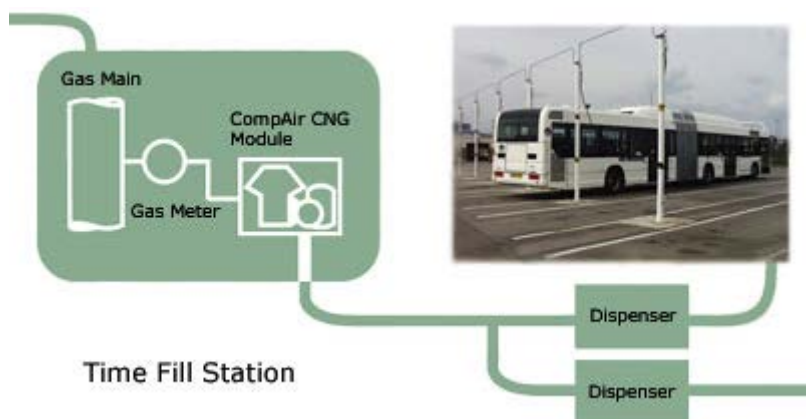 Gas Main
CompAir CNG
Module
Gas Meter
Dispenser
Time Fill Station
Dispenser